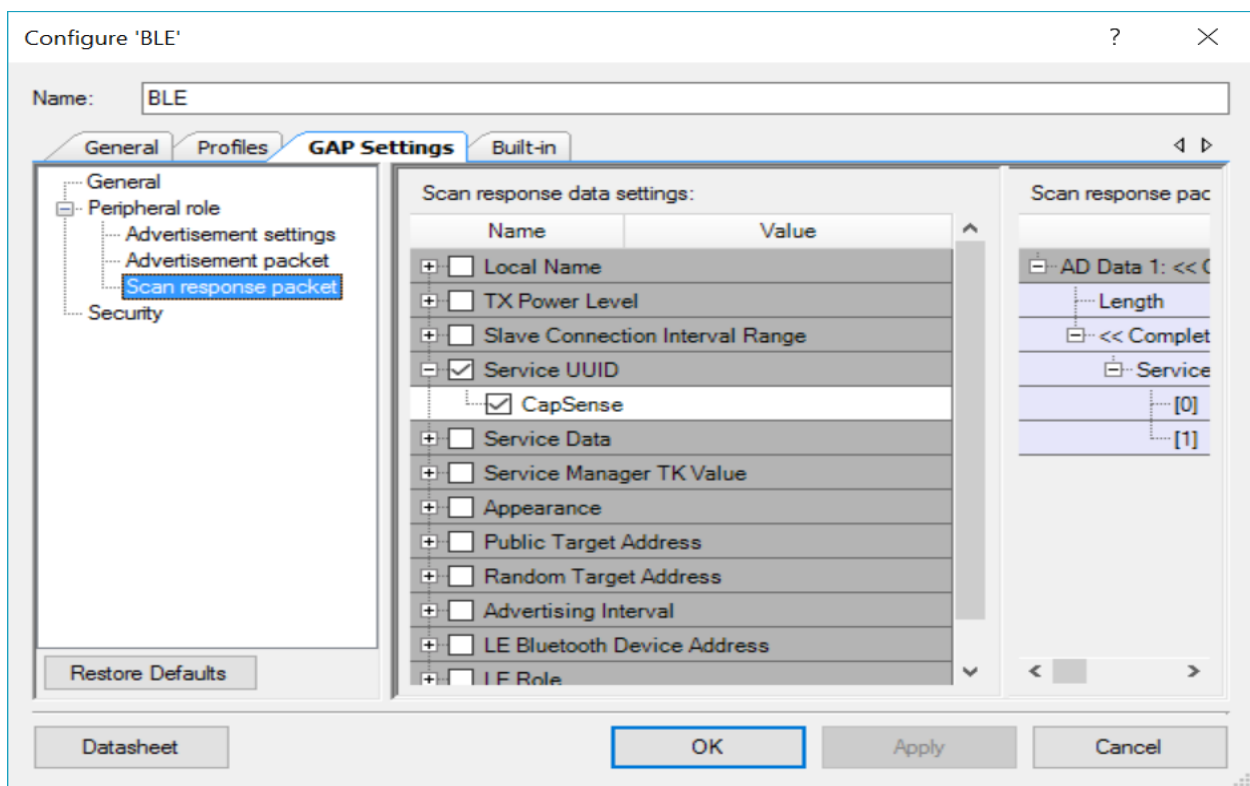 Configure 'BLE'
Name: BLE
General Profiles GAP Settings Built-in
General
Peripheral role
Advertisement settings
Advertisement packet
Scan response packet
Security
Restore Defaults
Scan response data settings:
Name Value
Local Name
TX Power Level
Slave Connection Interval Range
Service UUID
CapSense
Service Data
Service Manager TK Value
Appearance
Public Target Address
Random Target Address
Advertising Interval
LE Bluetooth Device Address
LE Role
Scan response pac
AD Data 1: <<
Length
<< Complet
Service
[0]
[1]
Datasheet OK Apply Cancel